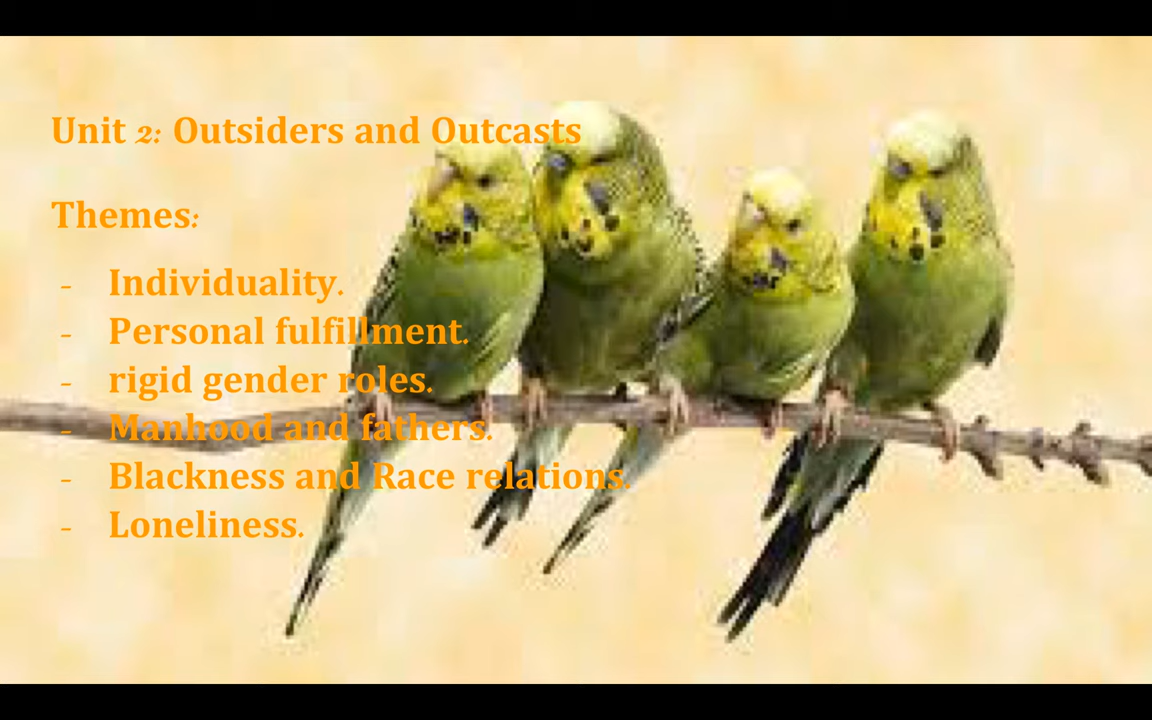 Unit 2: Outsiders and Outcasts
Themes:
- Individuality.
- Personal fulfillment.
- rigid gender roles.
- Manhood and fathers.
- Blackness and Race relations.
- Loneliness.